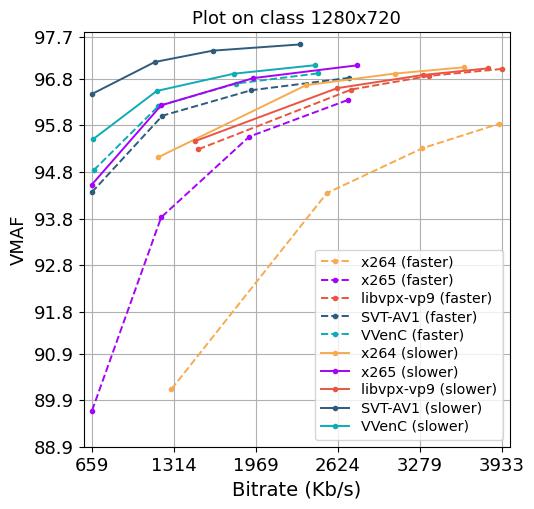 Plot on class 1280x720
97.7
96.8
95.8
94.8
93.8
92.8
91.8
90.9
89.9
88.9
VMAF
x264 (faster)
x265 (faster)
libvpx-vp9 (faster)
SVT-AV1 (faster)
VVenC (faster)
x264 (slower)
x265 (slower)
libvpx-vp9 (slower)
SVT-AV1 (slower)
VVenC (slower)
659 1314 1969 2624 3279 3933
Bitrate (Kb/s)